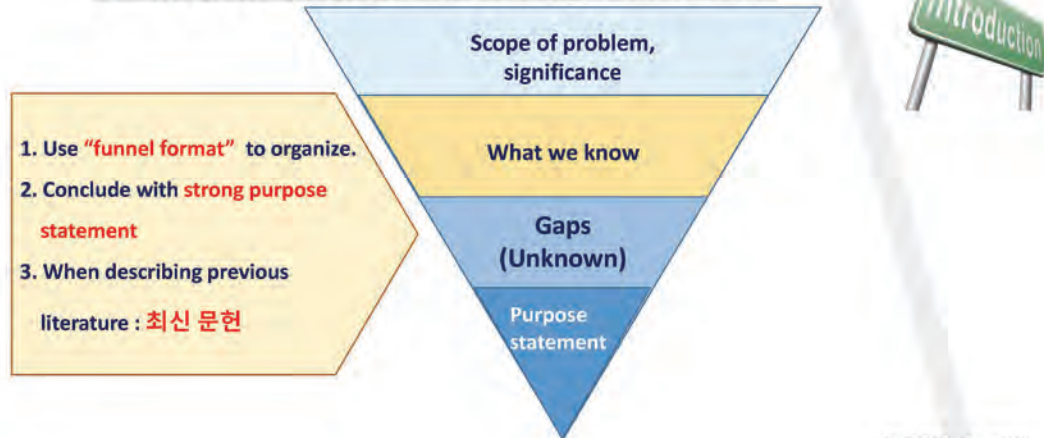 Introduction
Scope of problem,
significance
What we know
Gaps
(Unknown)
Purpose
statement
1. Use “funnel format” to organize.
2. Conclude with strong purpose
statement
3. When describing previous
literature : 최신 문헌